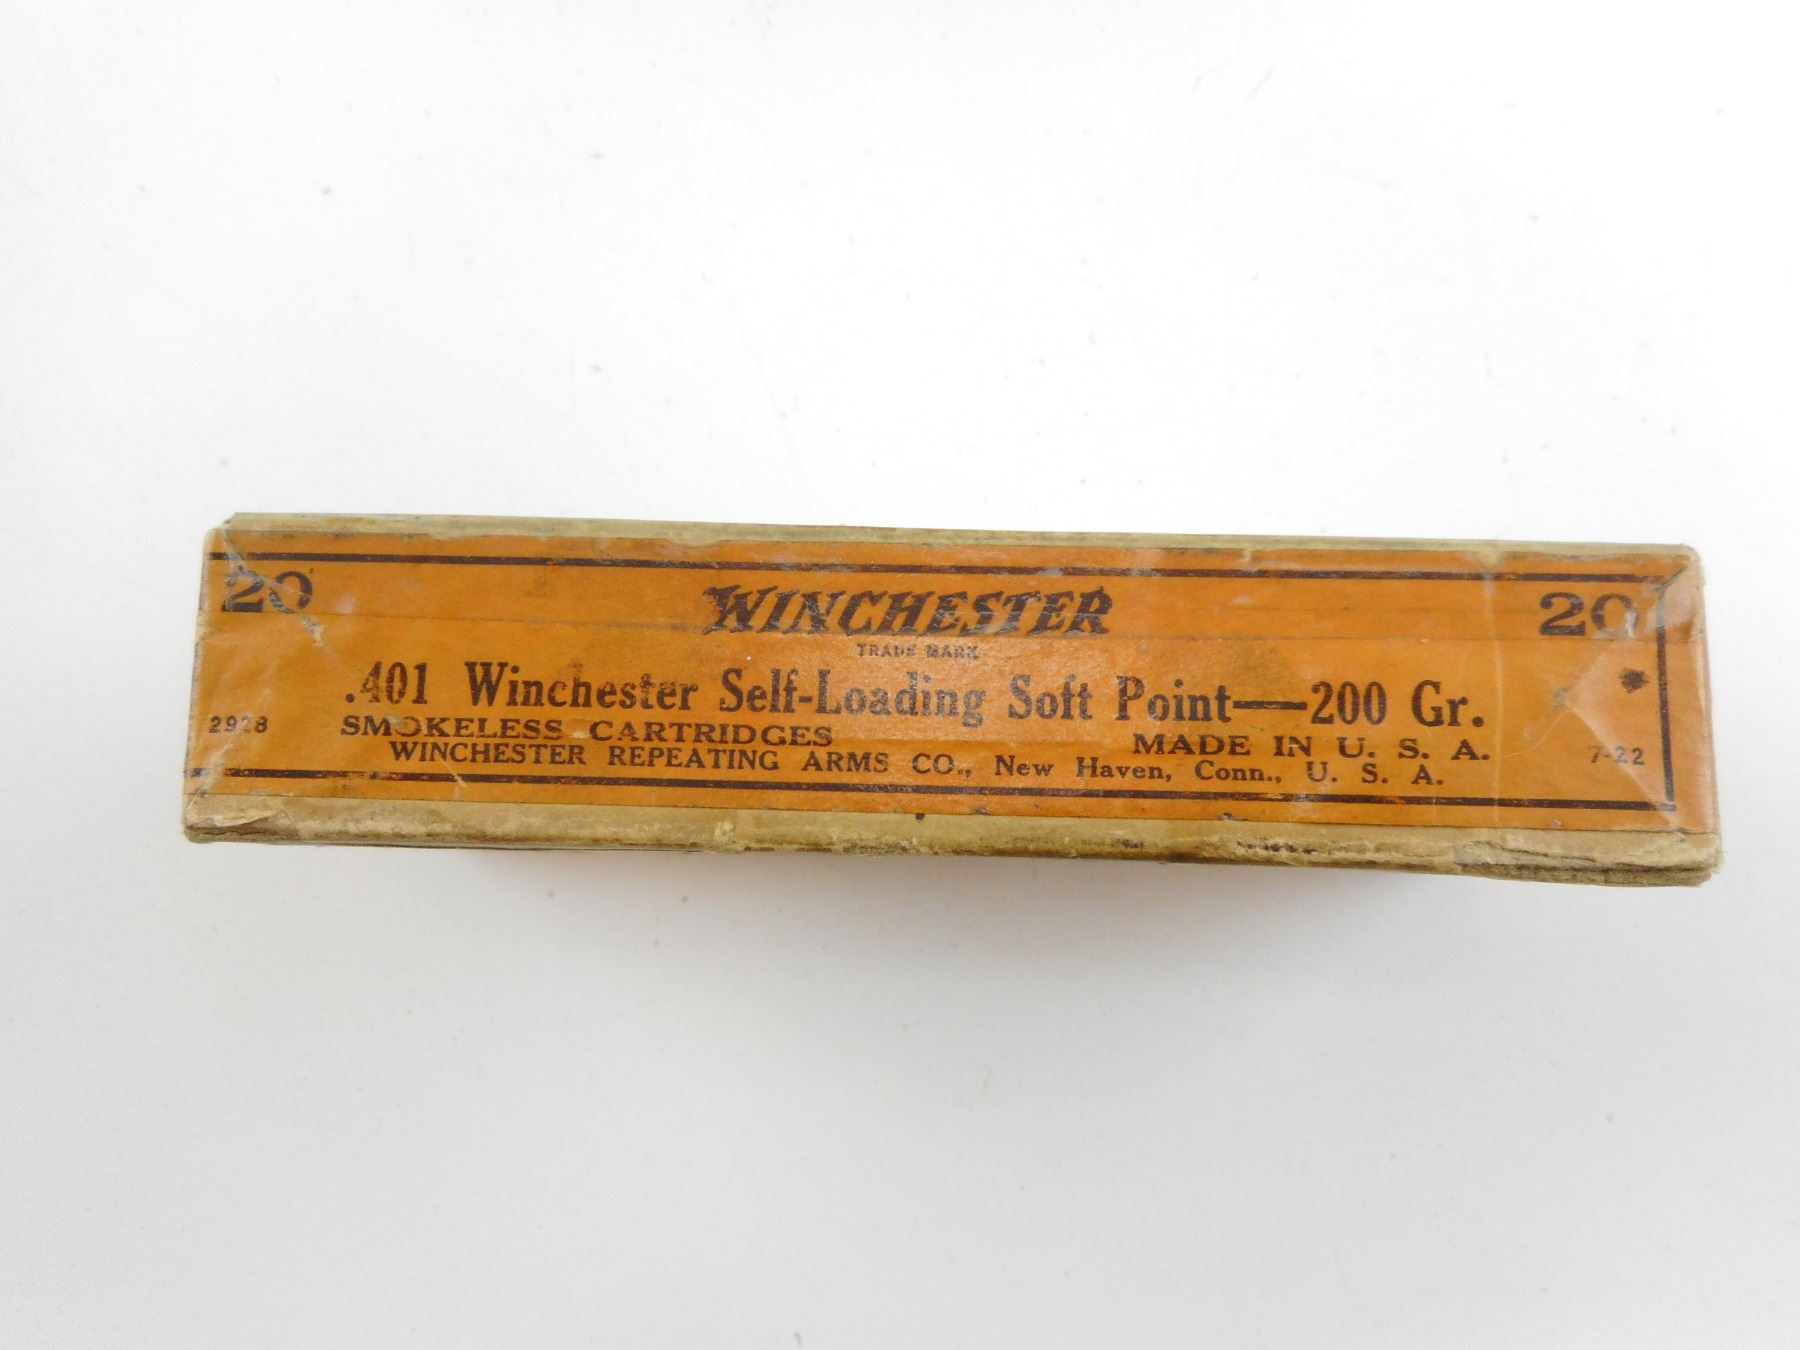 20 WINCHESTER 20
TRADE MARK
.401 Winchester Self-Loading Soft Point—200 Gr.
2928 SMOKELESS CARTRIDGES MADE IN U. S. A. 7-22
WINCHESTER REPEATING ARMS CO., New Haven, Conn., U. S. A.